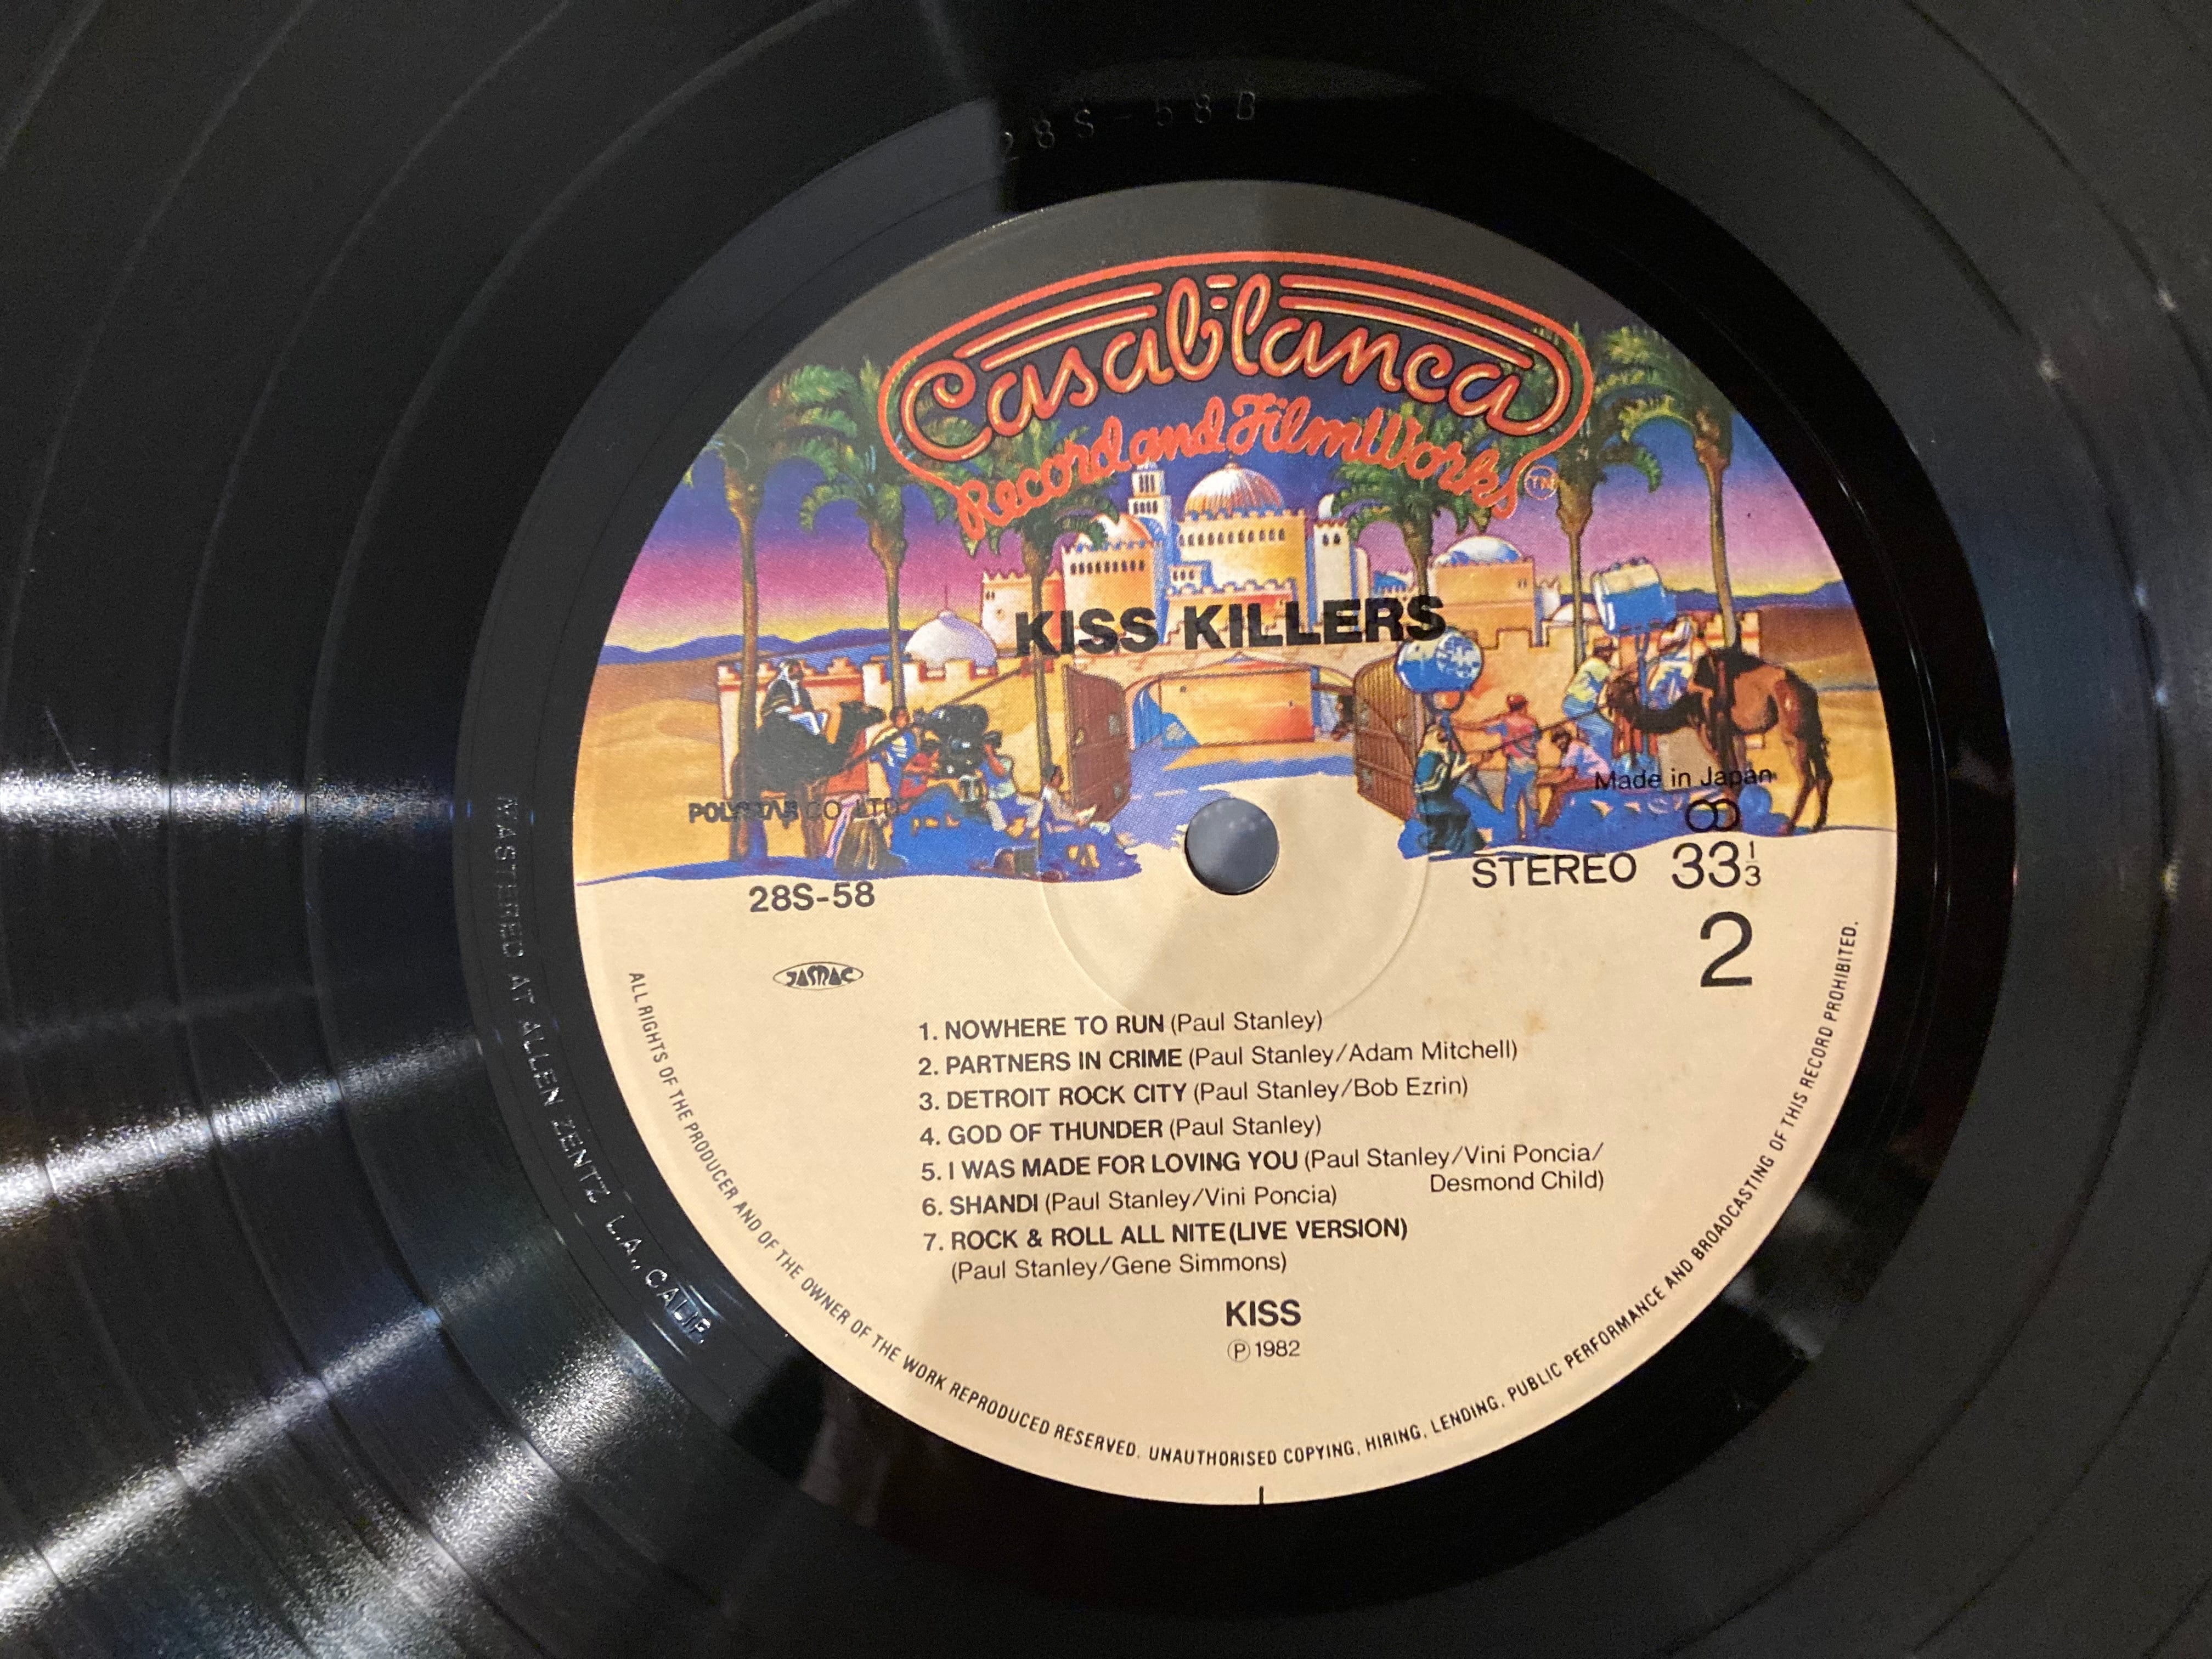 28S-58 B
Casablanca
Record and FilmWorks TM
KISS KILLERS
Made in Japan
POLYSTAR CO., LTD.
STEREO 33 1/3
28S-58
2
JASRAC
1. NOWHERE TO RUN (Paul Stanley)
2. PARTNERS IN CRIME (Paul Stanley/Adam Mitchell)
3. DETROIT ROCK CITY (Paul Stanley/Bob Ezrin)
4. GOD OF THUNDER (Paul Stanley)
5. I WAS MADE FOR LOVING YOU (Paul Stanley/Vini Poncia/
Desmond Child)
6. SHANDI (Paul Stanley/Vini Poncia)
7. ROCK & ROLL ALL NITE (LIVE VERSION)
(Paul Stanley/Gene Simmons)
KISS
Ⓟ 1982
ALL RIGHTS OF THE PRODUCER AND OF THE OWNER OF THE WORK REPRODUCED RESERVED. UNAUTHORISED COPYING, HIRING, LENDING, PUBLIC PERFORMANCE AND BROADCASTING OF THIS RECORD PROHIBITED.
MASTERED AT ALLEN ZENTZ L.A., CALIF.